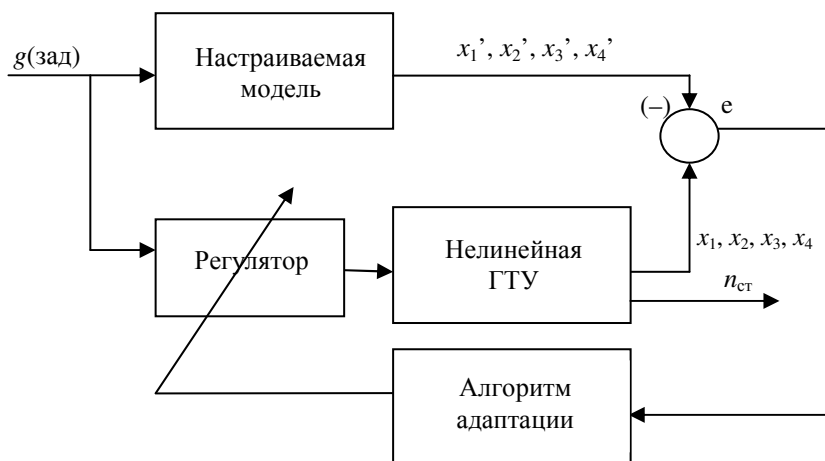 g(зад)
Настраиваемая
модель
x₁’, x₂’, x₃’, x₄’
(–)
e
Регулятор
Нелинейная
ГТУ
x₁, x₂, x₃, x₄
nст
Алгоритм
адаптации